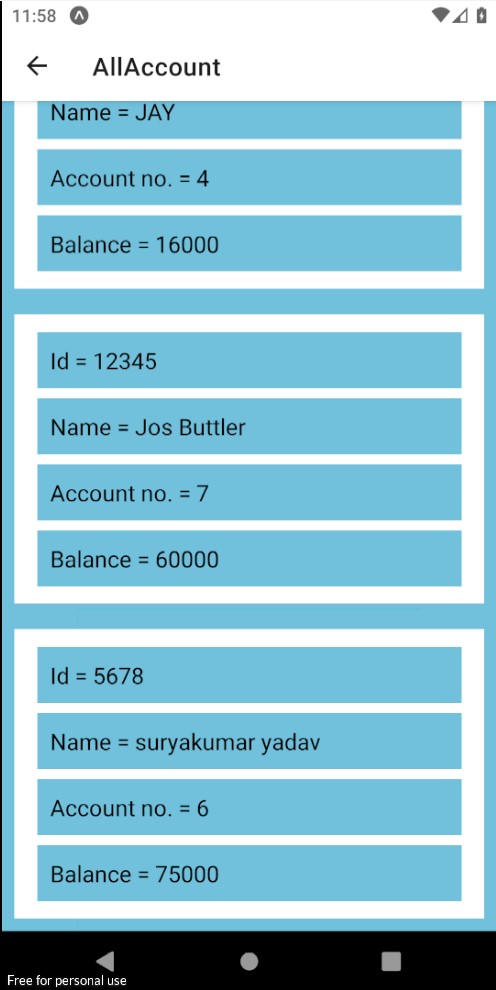 11:58
AllAccount
Name = JAY
Account no. = 4
Balance = 16000
Id = 12345
Name = Jos Buttler
Account no. = 7
Balance = 60000
Id = 5678
Name = suryakumar yadav
Account no. = 6
Balance = 75000
Free for personal use